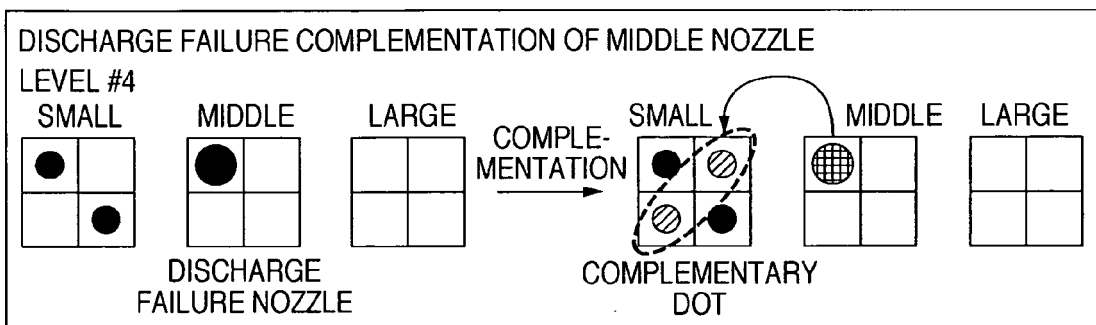 DISCHARGE FAILURE COMPLEMENTATION OF MIDDLE NOZZLE
LEVEL #4
SMALL MIDDLE LARGE
COMPLE-
MENTATION
SMALL MIDDLE LARGE
DISCHARGE
FAILURE NOZZLE
COMPLEMENTARY
DOT